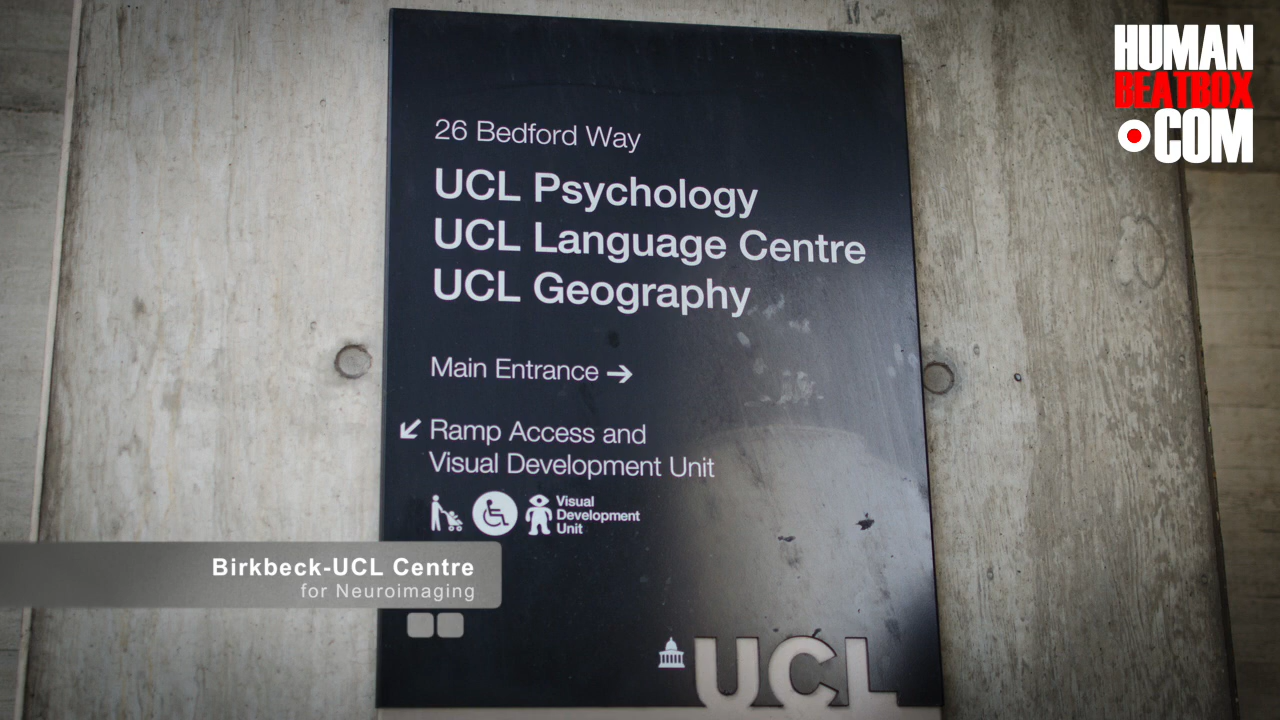 HUMAN
BEATBOX
.COM
26 Bedford Way
UCL Psychology
UCL Language Centre
UCL Geography
Main Entrance →
↙ Ramp Access and
Visual Development Unit
Visual
Development
Unit
Birkbeck-UCL Centre
for Neuroimaging
UCL